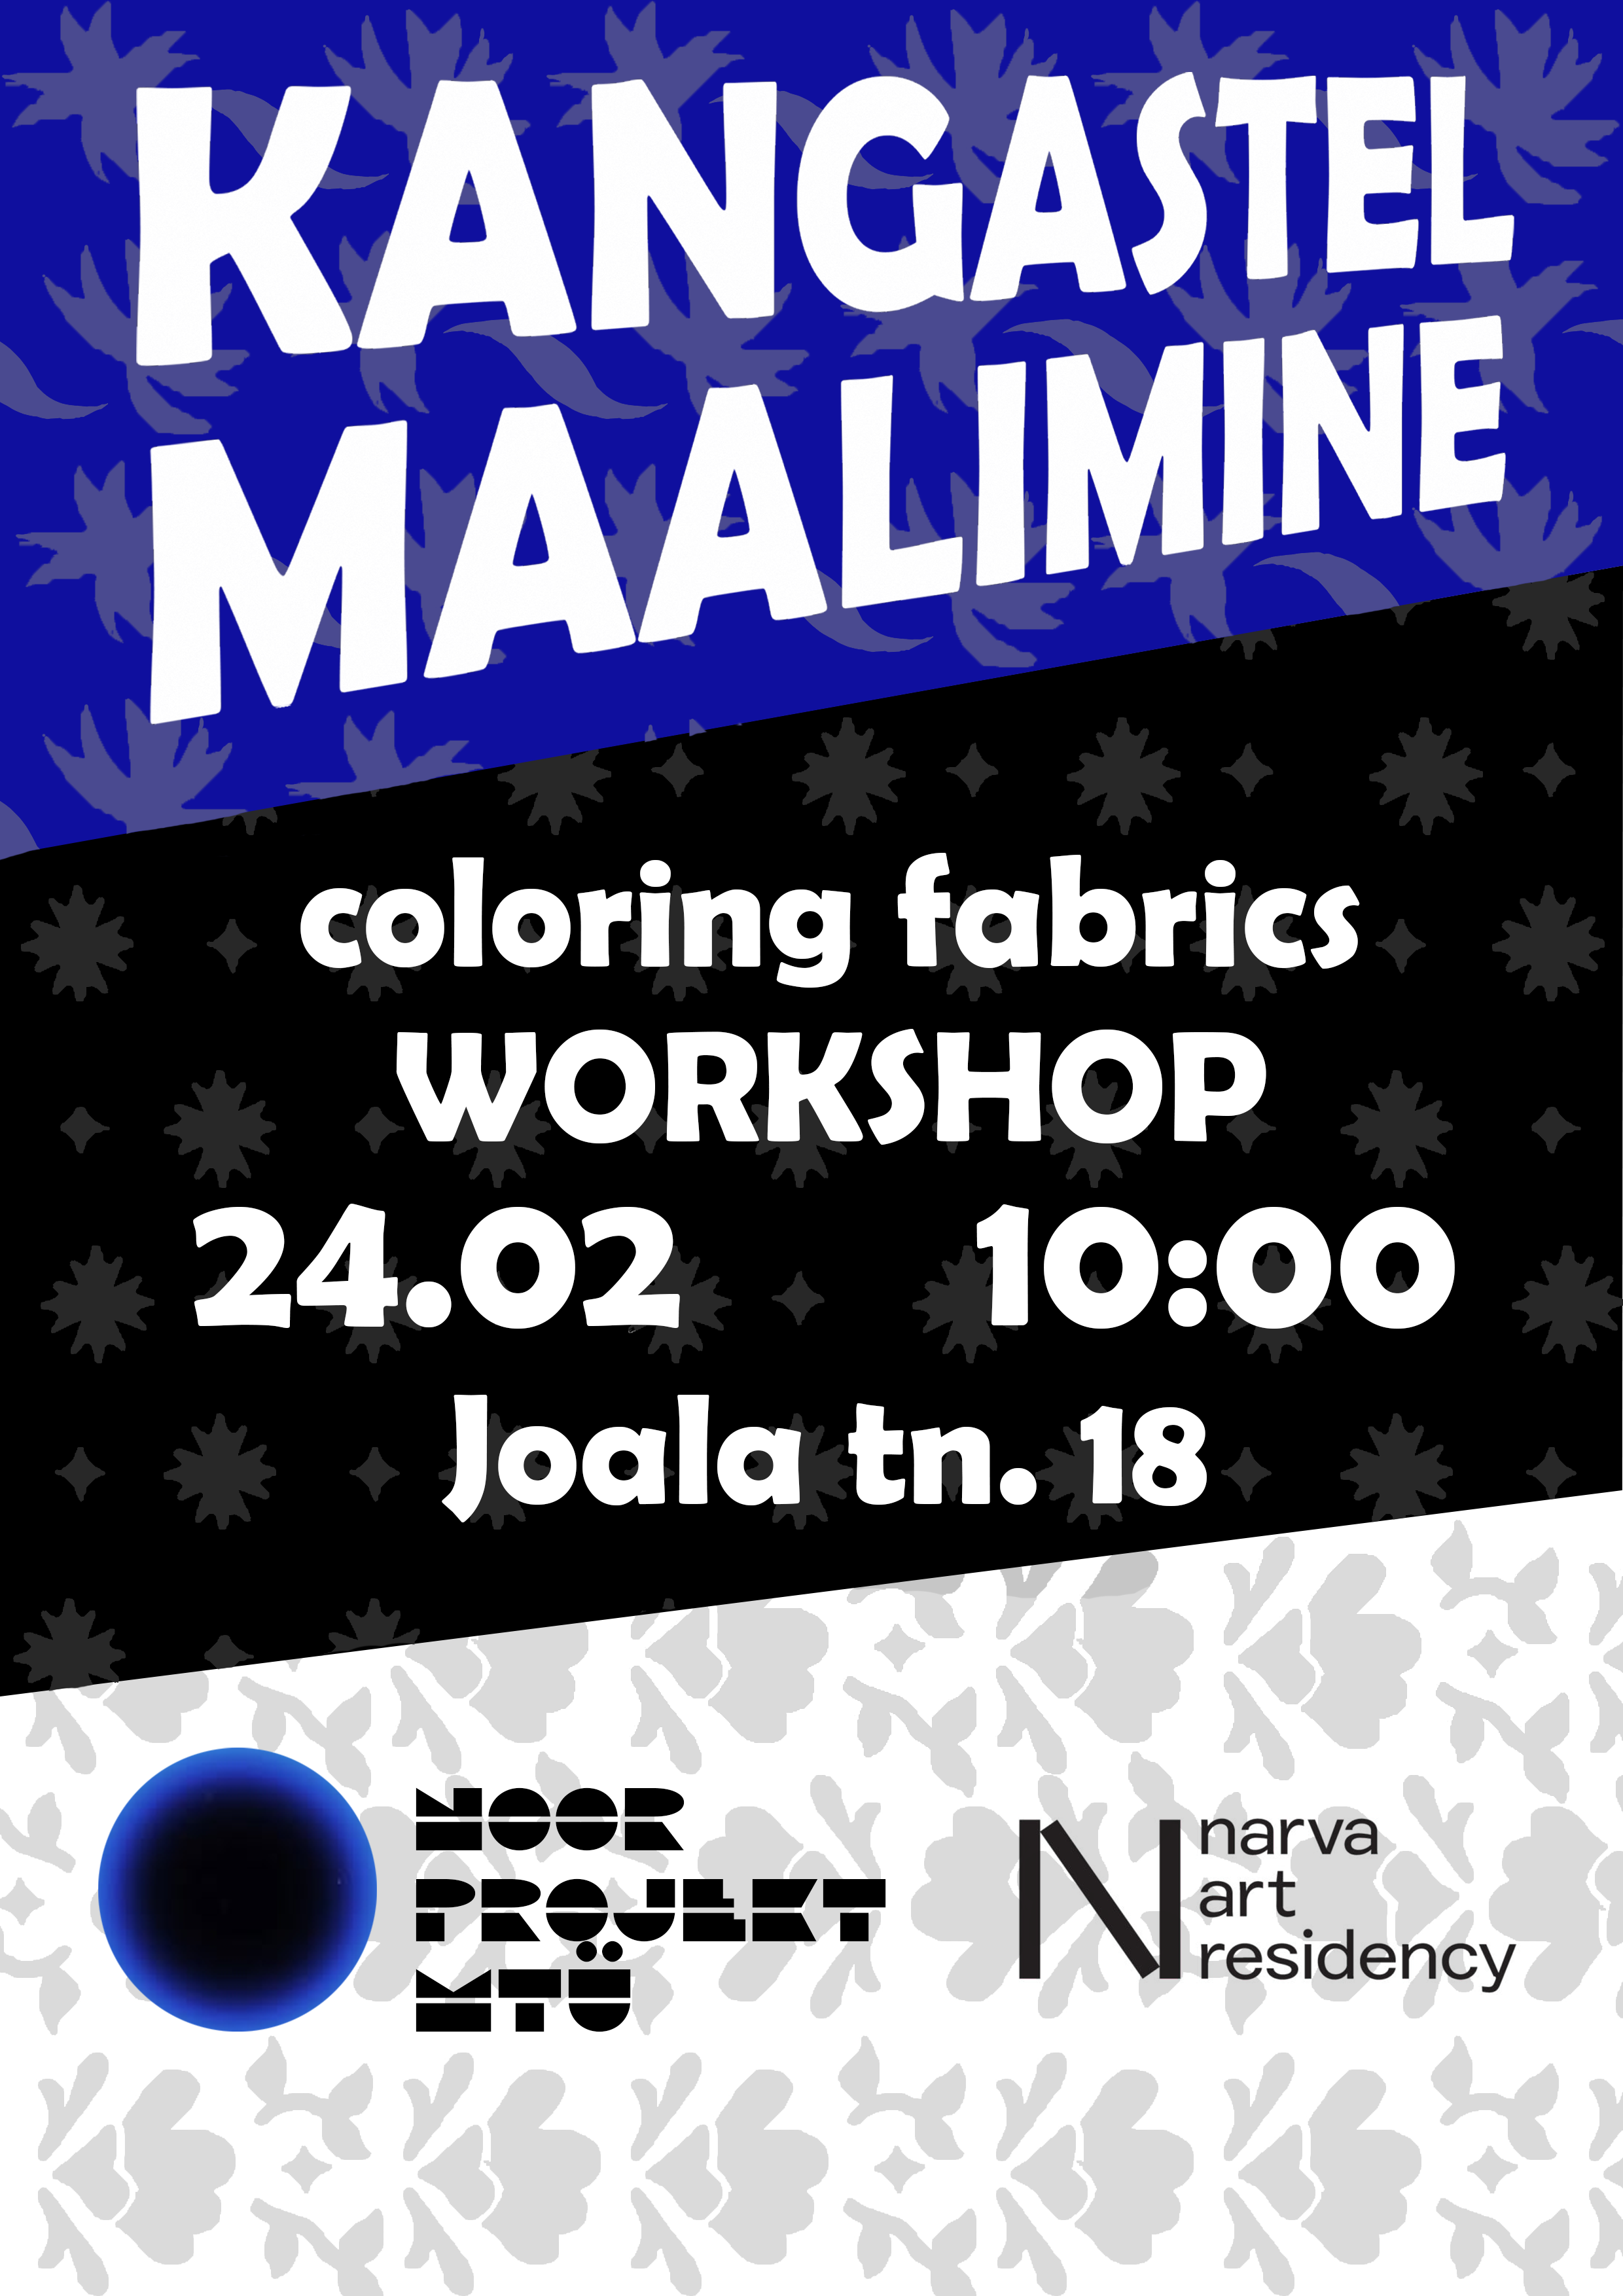 KANGASTEL
MAALIMINE
coloring fabrics
WORKSHOP
24.02 10:00
Joala tn. 18
NOOR
PROJEKT
MTÜ
N
narva
art
residency